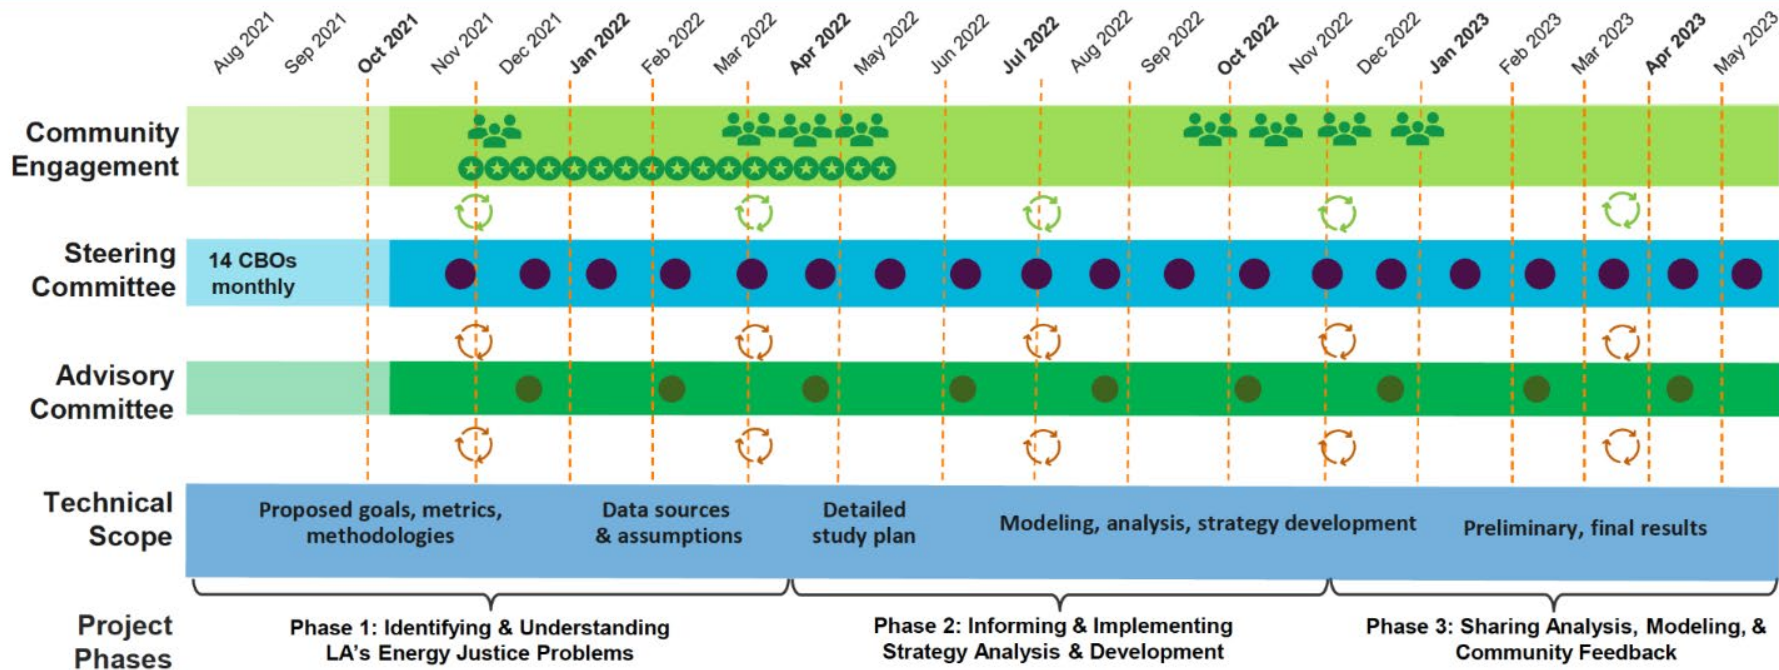 Aug 2021
Sep 2021
Oct 2021
Nov 2021
Dec 2021
Jan 2022
Feb 2022
Mar 2022
Apr 2022
May 2022
Jun 2022
Jul 2022
Aug 2022
Sep 2022
Oct 2022
Nov 2022
Dec 2022
Jan 2023
Feb 2023
Mar 2023
Apr 2023
May 2023
Community
Engagement
Steering
Committee
14 CBOs
monthly
Advisory
Committee
Technical
Scope
Proposed goals, metrics,
methodologies
Data sources
& assumptions
Detailed
study plan
Modeling, analysis, strategy development
Preliminary, final results
Project
Phases
Phase 1: Identifying & Understanding
LA's Energy Justice Problems
Phase 2: Informing & Implementing
Strategy Analysis & Development
Phase 3: Sharing Analysis, Modeling, &
Community Feedback